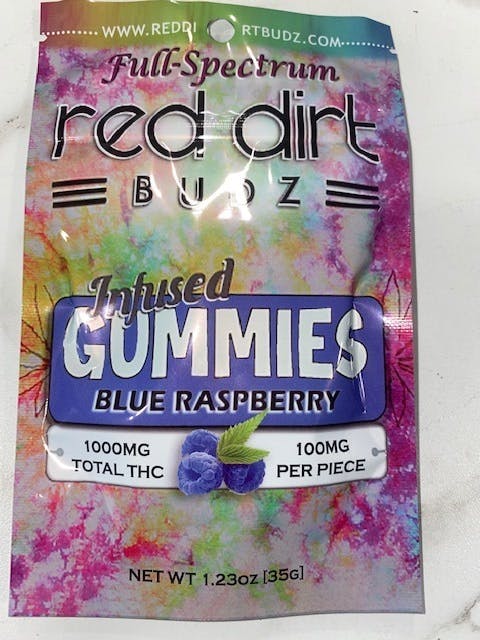 WWW.REDDI RTBUDZ.COM
Full-Spectrum
red dirt
BUDZ
Infused
GUMMIES
BLUE RASPBERRY
1000MG
TOTAL THC
100MG
PER PIECE
NET WT 1.23OZ [35G]